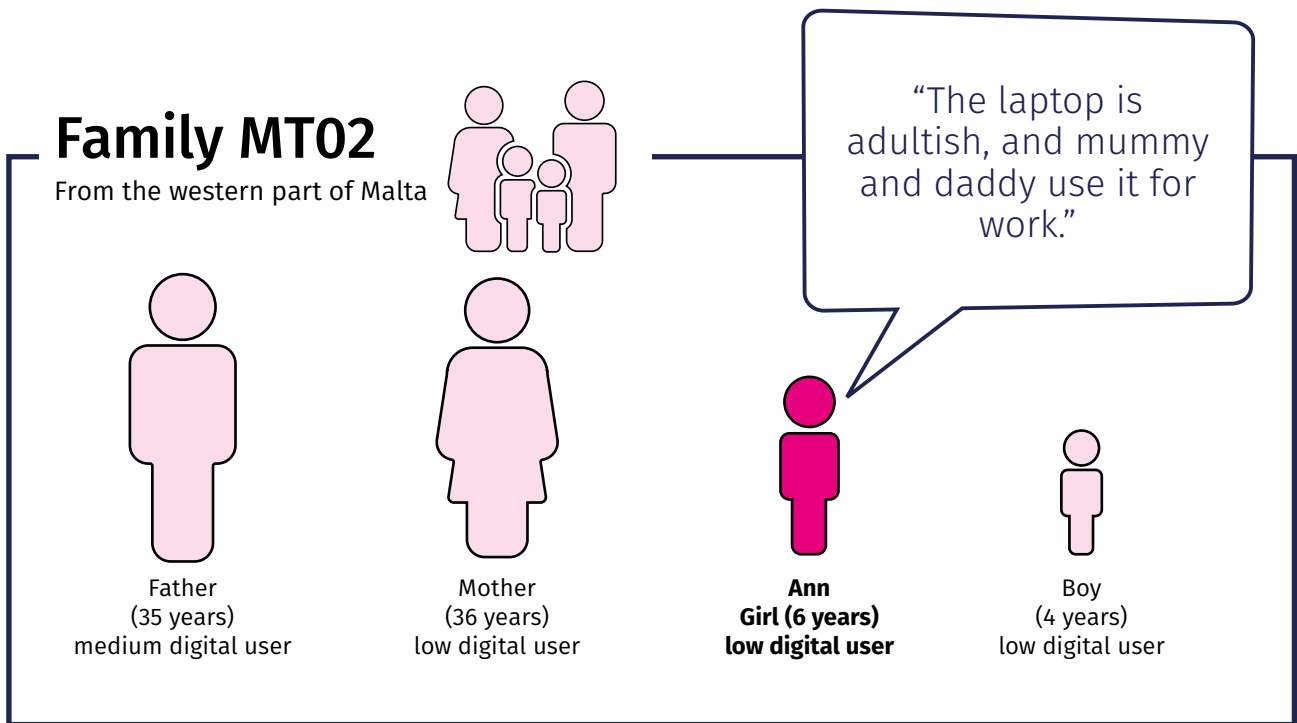 Family MT02
From the western part of Malta
“The laptop is
adultish, and mummy
and daddy use it for
work.”
Father
(35 years)
medium digital user
Mother
(36 years)
low digital user
Ann
Girl (6 years)
low digital user
Boy
(4 years)
low digital user